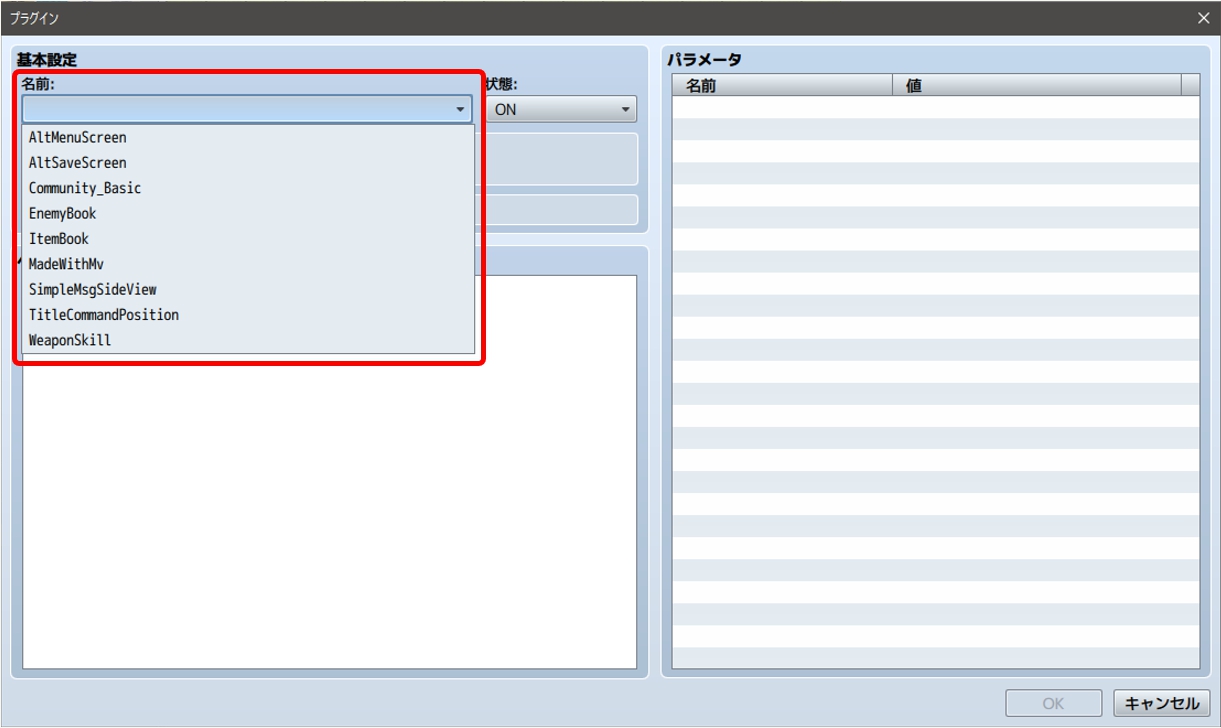 プラグイン
基本設定
名前:
状態:
ON
AltMenuScreen
AltSaveScreen
Community_Basic
EnemyBook
ItemBook
MadeWithMv
SimpleMsgSideView
TitleCommandPosition
WeaponSkill
パラメータ
名前 値
OK
キャンセル